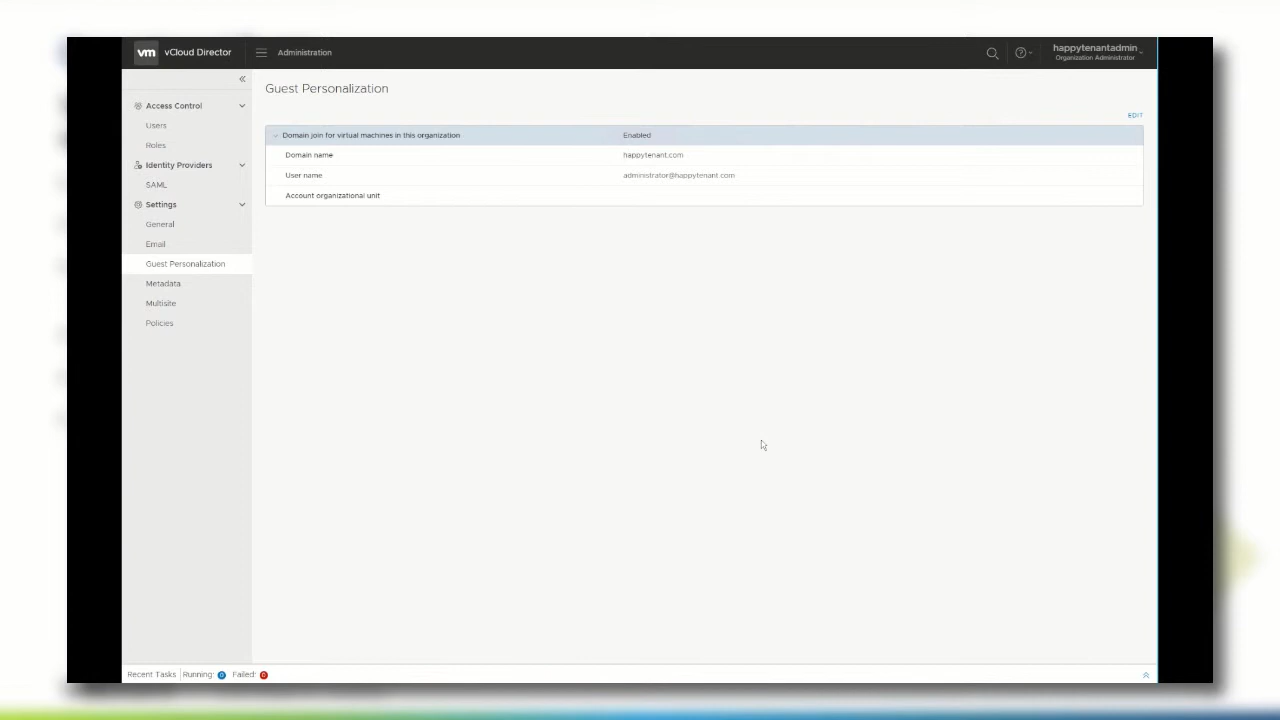 vm vCloud Director Administration happytenantadmin
Organization Administrator
Guest Personalization
EDIT
Access Control
Users
Roles
Identity Providers
SAML
Settings
General
Email
Guest Personalization
Metadata
Multisite
Policies
Domain join for virtual machines in this organization Enabled
Domain name happytenant.com
User name administrator@happytenant.com
Account organizational unit
Recent Tasks Running: 0 Failed: 0